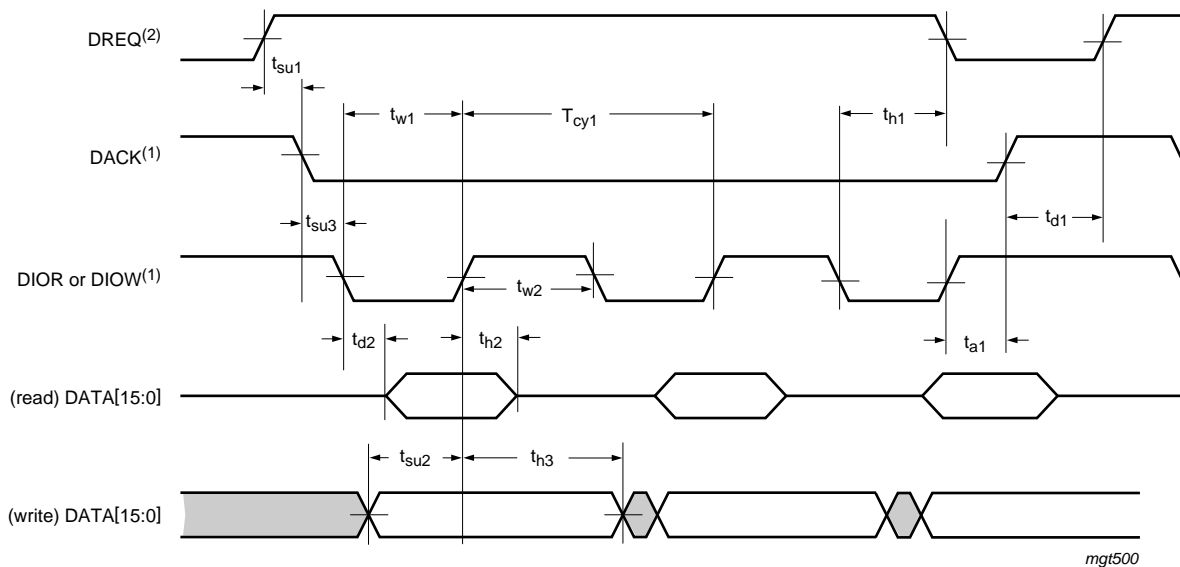 DREQ(2)
tsu1
tw1
Tcy1
th1
DACK(1)
tsu3
td1
DIOR or DIOW(1)
tw2
td2
th2
ta1
(read) DATA[15:0]
tsu2
th3
(write) DATA[15:0]
mgt500